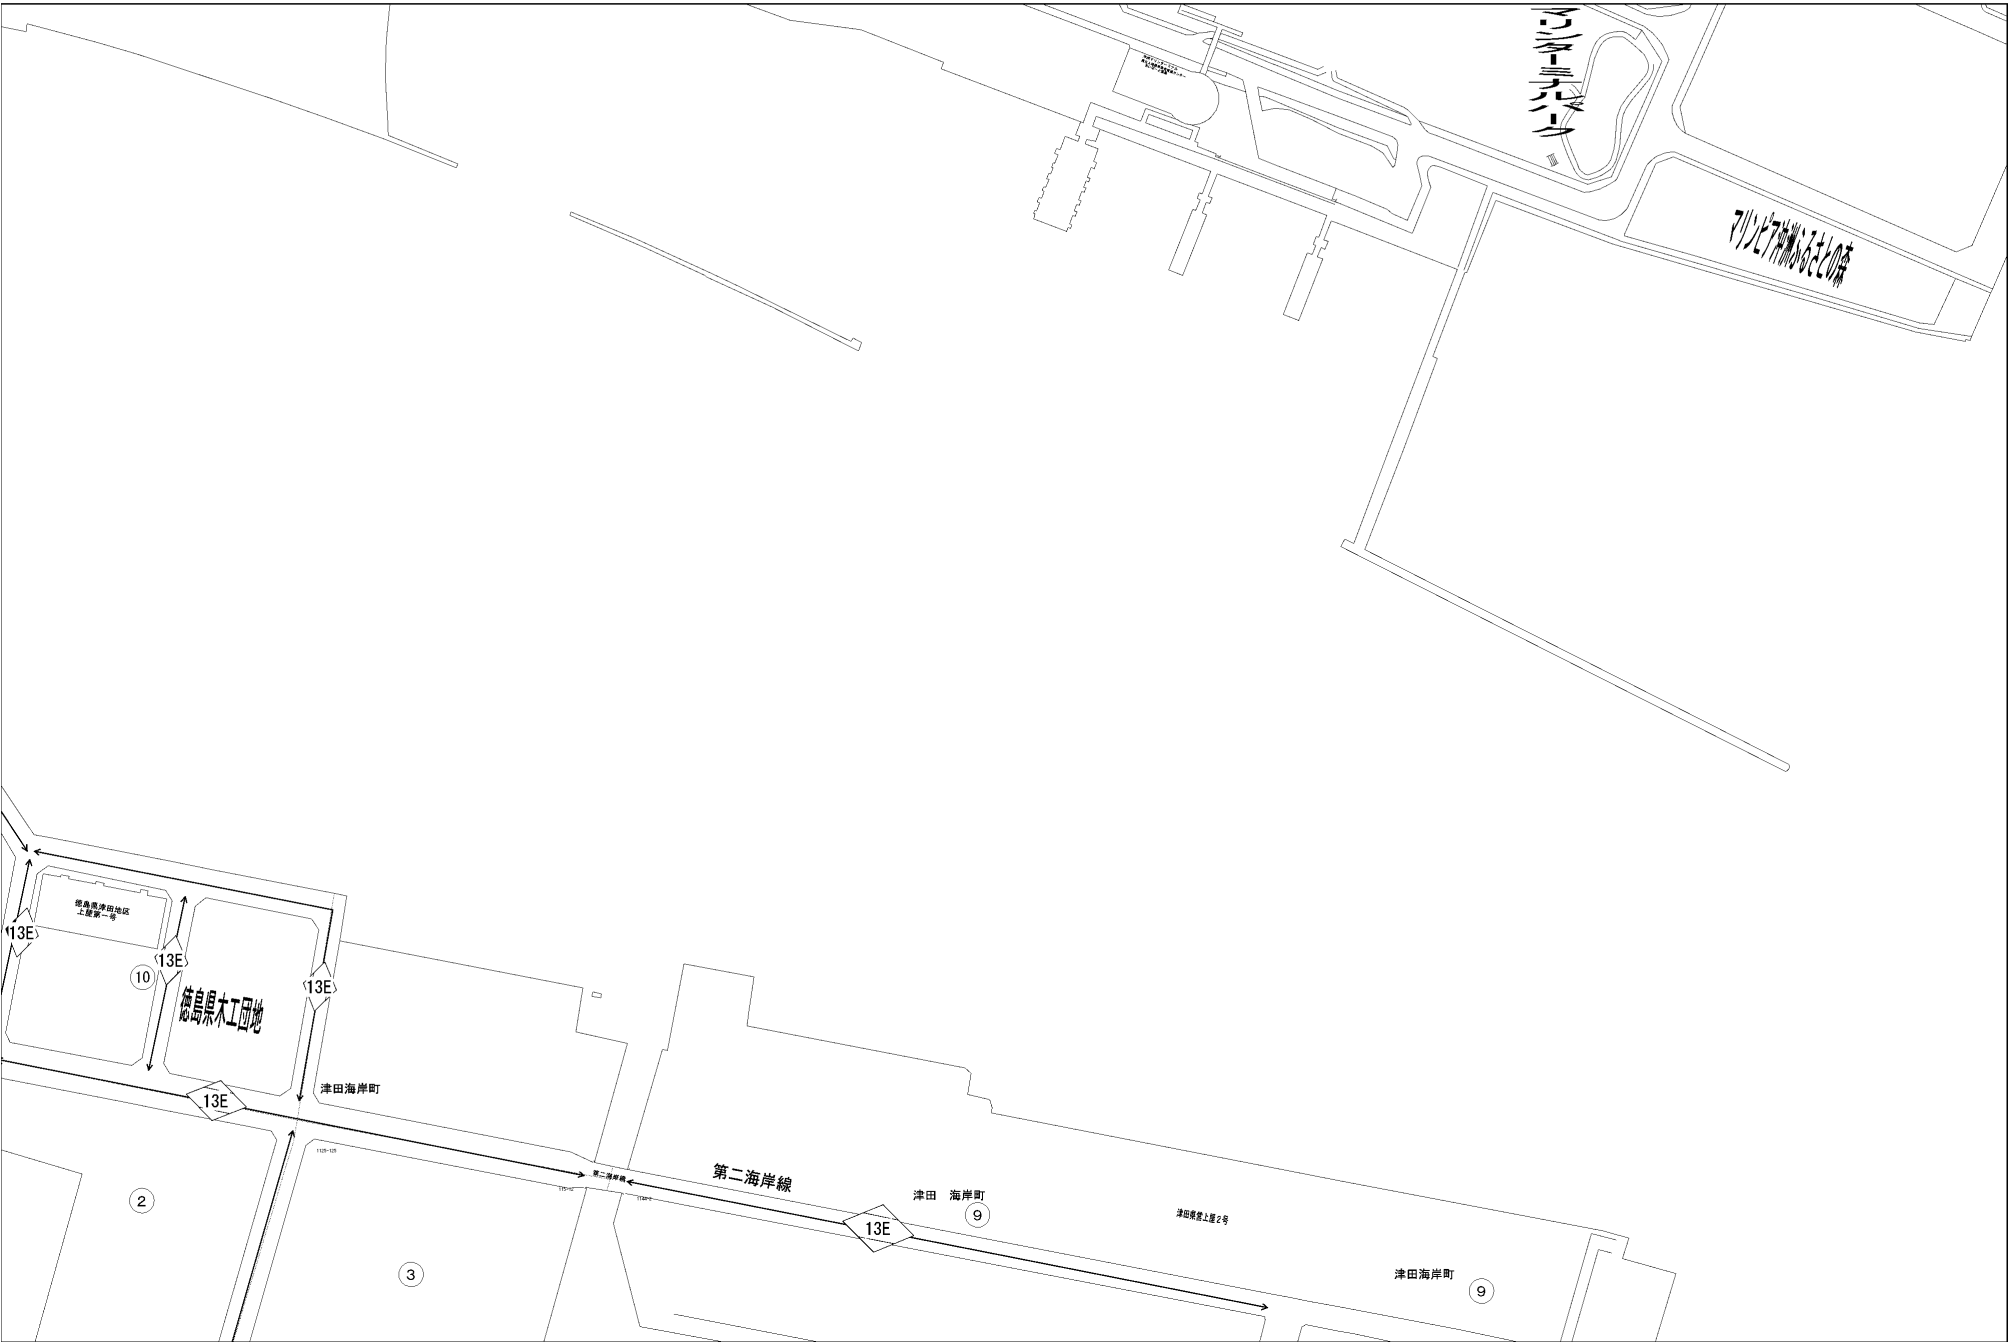 マリンターミナルパーク
マリンピア沖洲ふるさとの森
徳島県津田地区
上屋第一号
13E
13E
13E
13E
10
徳島県木工団地
津田海岸町
13E
第二海岸線
第二海岸線
2
3
津田 海岸町
9
13E
津田県営上屋2号
津田海岸町
9